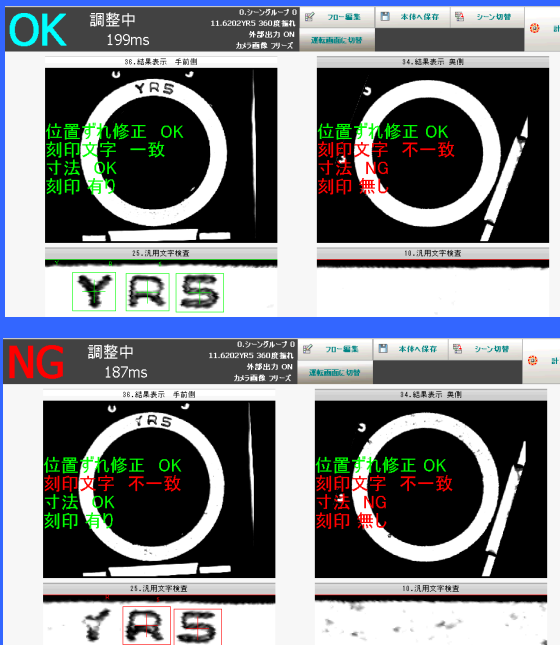 OK
調整中
199ms
0.シーングループ 0
11.6202YR5 360度振れ
外部出力 ON
カメラ画像 フリーズ
フロー編集
本体へ保存
シーン切替
運転画面に切替
計
36.結果表示 手前側
YR5
位置ずれ修正 OK
刻印文字 一致
寸法 OK
刻印 有り
34.結果表示 奥側
位置ずれ修正 OK
刻印文字 不一致
寸法 NG
刻印 無し
25.汎用文字検査
Y R 5
18.汎用文字検査
NG
調整中
187ms
0.シーングループ 0
11.6202YR5 360度振れ
外部出力 ON
カメラ画像 フリーズ
フロー編集
本体へ保存
シーン切替
運転画面に切替
計
36.結果表示 手前側
YR5
位置ずれ修正 OK
刻印文字 不一致
寸法 OK
刻印 有り
34.結果表示 奥側
位置ずれ修正 OK
刻印文字 不一致
寸法 NG
刻印 無し
25.汎用文字検査
Y R 5
18.汎用文字検査